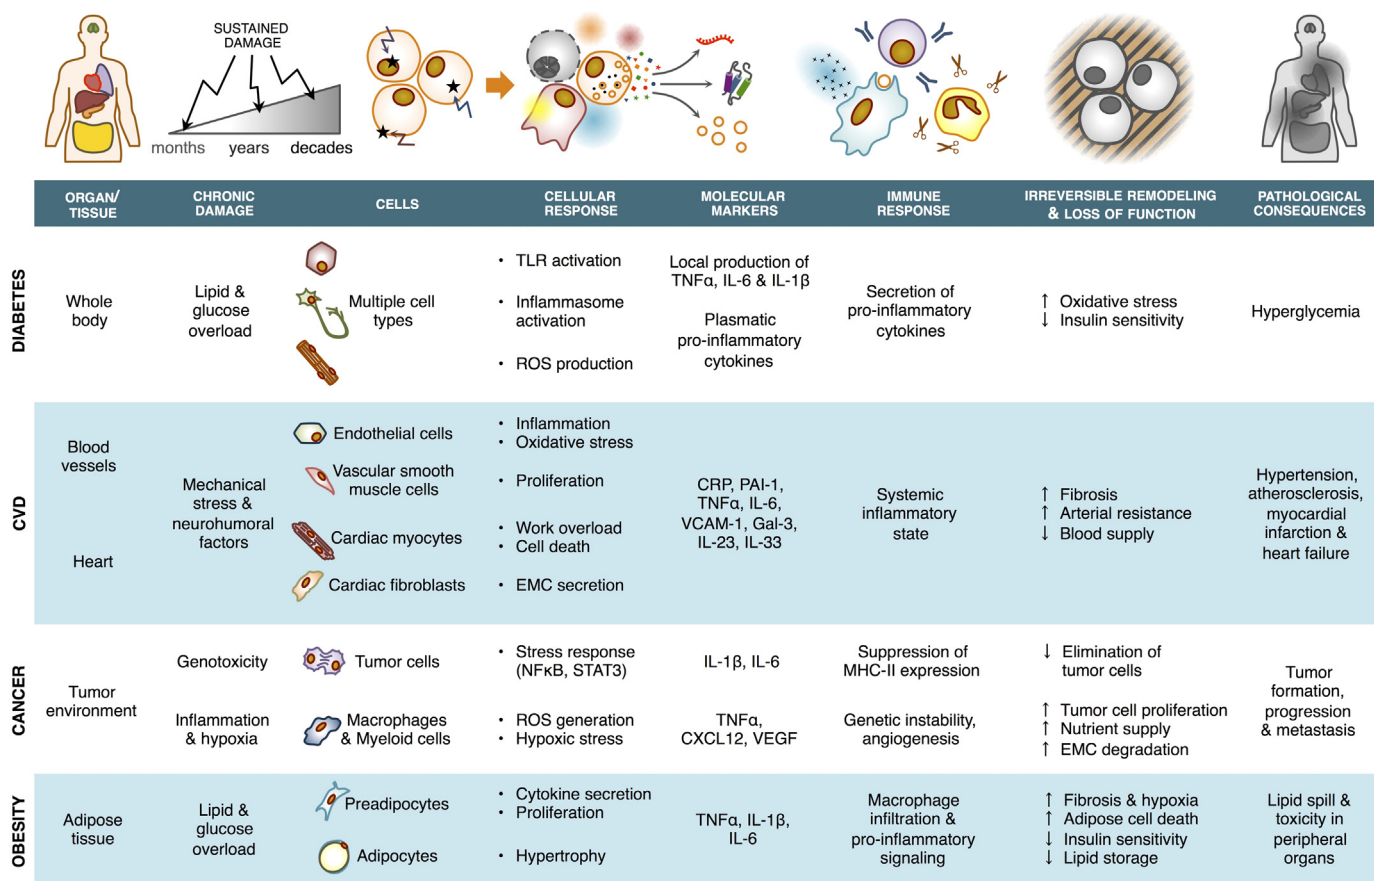 SUSTAINED
DAMAGE
months years decades
ORGAN/
TISSUE
CHRONIC
DAMAGE
CELLS
CELLULAR
RESPONSE
MOLECULAR
MARKERS
IMMUNE
RESPONSE
IRREVERSIBLE REMODELING
& LOSS OF FUNCTION
PATHOLOGICAL
CONSEQUENCES
DIABETES
Whole
body
Lipid &
glucose
overload
Multiple cell
types
• TLR activation
• Inflammasome
activation
• ROS production
Local production of
TNFα, IL-6 & IL-1β
Plasmatic
pro-inflammatory
cytokines
Secretion of
pro-inflammatory
cytokines
↑ Oxidative stress
↓ Insulin sensitivity
Hyperglycemia
CVD
Blood
vessels
Heart
Mechanical
stress &
neurohumoral
factors
Endothelial cells
Vascular smooth
muscle cells
Cardiac myocytes
Cardiac fibroblasts
• Inflammation
• Oxidative stress
• Proliferation
• Work overload
• Cell death
• EMC secretion
CRP, PAI-1,
TNFα, IL-6,
VCAM-1, Gal-3,
IL-23, IL-33
Systemic
inflammatory
state
↑ Fibrosis
↑ Arterial resistance
↓ Blood supply
Hypertension,
atherosclerosis,
myocardial
infarction &
heart failure
CANCER
Tumor
environment
Genotoxicity
Inflammation
& hypoxia
Tumor cells
Macrophages
& Myeloid cells
• Stress response
(NFκB, STAT3)
• ROS generation
• Hypoxic stress
IL-1β, IL-6
TNFα,
CXCL12, VEGF
Suppression of
MHC-II expression
Genetic instability,
angiogenesis
↓ Elimination of
tumor cells
↑ Tumor cell proliferation
↑ Nutrient supply
↑ EMC degradation
Tumor
formation,
progression
& metastasis
OBESITY
Adipose
tissue
Lipid &
glucose
overload
Preadipocytes
Adipocytes
• Cytokine secretion
• Proliferation
• Hypertrophy
TNFα, IL-1β,
IL-6
Macrophage
infiltration &
pro-inflammatory
signaling
↑ Fibrosis & hypoxia
↑ Adipose cell death
↓ Insulin sensitivity
↓ Lipid storage
Lipid spill &
toxicity in
peripheral
organs